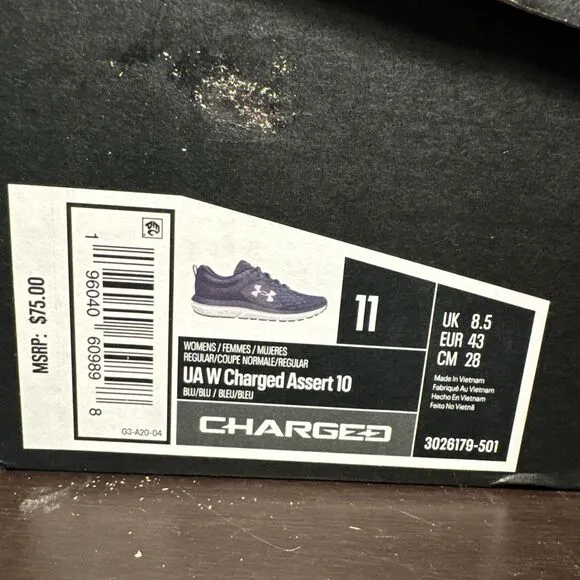 MSRP: $75.00
1 96040 60989 8
G3-A20-04
11
WOMENS / FEMMES / MUJERES
REGULAR/COUPE NORMALE/REGULAR
UA W Charged Assert 10
BLU/BLU / BLEU/BLEU
CHARGED
UK 8.5
EUR 43
CM 28
Made in Vietnam
Fabriqué Au Vietnam
Hecho En Vietnam
Feito No Vietnã
3026179-501